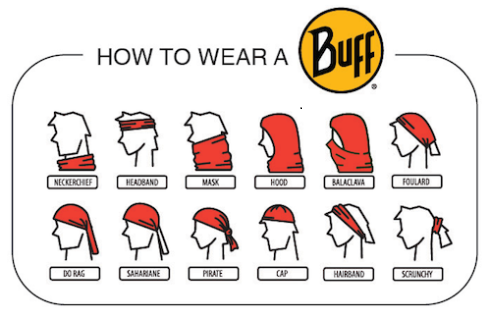 HOW TO WEAR A Buff
®
NECKERCHIEF HEADBAND MASK HOOD BALACLAVA FOULARD
DO RAG SAHARIANE PIRATE CAP HAIRBAND SCRUNCHY